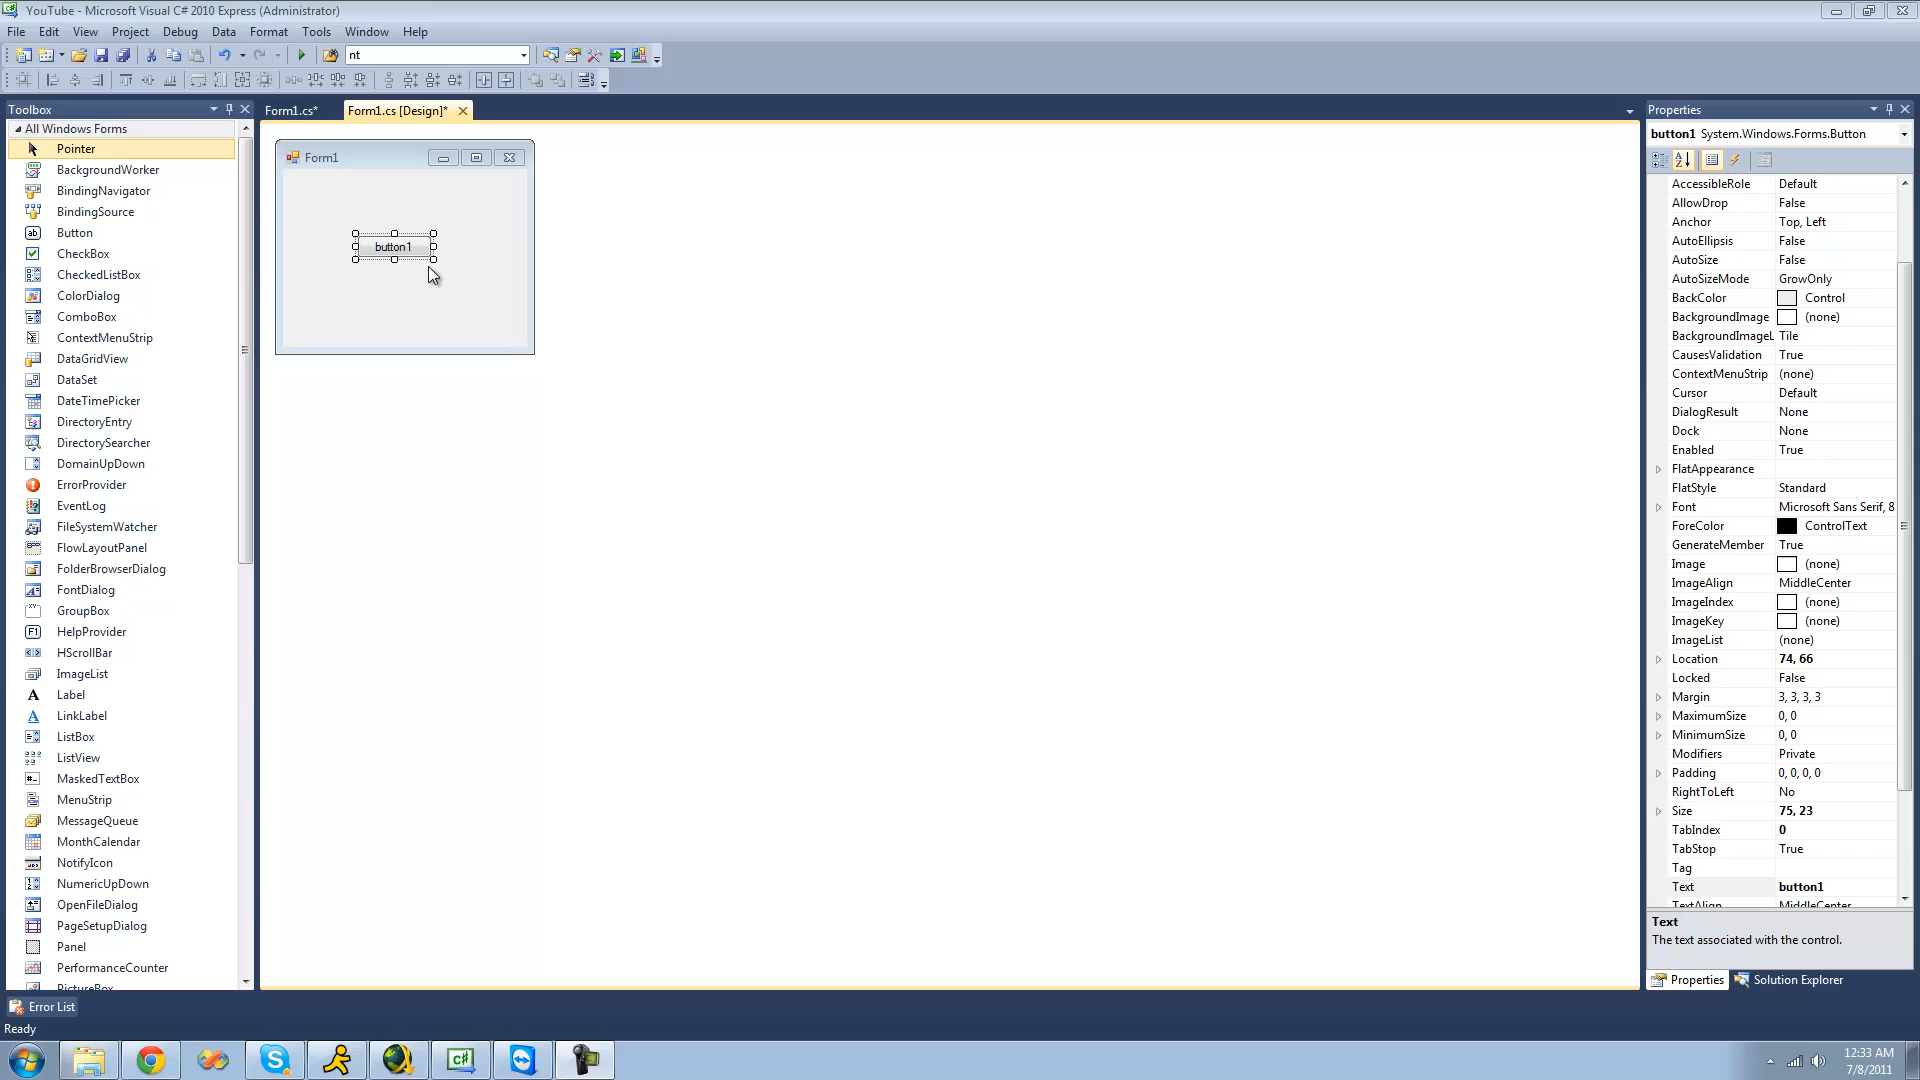 YouTube - Microsoft Visual C# 2010 Express (Administrator)
File Edit View Project Debug Data Format Tools Window Help
nt
Toolbox
All Windows Forms
Pointer
BackgroundWorker
BindingNavigator
BindingSource
Button
CheckBox
CheckedListBox
ColorDialog
ComboBox
ContextMenuStrip
DataGridView
DataSet
DateTimePicker
DirectoryEntry
DirectorySearcher
DomainUpDown
ErrorProvider
EventLog
FileSystemWatcher
FlowLayoutPanel
FolderBrowserDialog
FontDialog
GroupBox
HelpProvider
HScrollBar
ImageList
Label
LinkLabel
ListBox
ListView
MaskedTextBox
MenuStrip
MessageQueue
MonthCalendar
NotifyIcon
NumericUpDown
OpenFileDialog
PageSetupDialog
Panel
PerformanceCounter
PictureBox
Form1.cs* Form1.cs [Design]*
Form1
button1
Properties
button1 System.Windows.Forms.Button
AccessibleRole Default
AllowDrop False
Anchor Top, Left
AutoEllipsis False
AutoSize False
AutoSizeMode GrowOnly
BackColor Control
BackgroundImage (none)
BackgroundImageL Tile
CausesValidation True
ContextMenuStrip (none)
Cursor Default
DialogResult None
Dock None
Enabled True
FlatAppearance
FlatStyle Standard
Font Microsoft Sans Serif, 8
ForeColor ControlText
GenerateMember True
Image (none)
ImageAlign MiddleCenter
ImageIndex (none)
ImageKey (none)
ImageList (none)
Location 74, 66
Locked False
Margin 3, 3, 3, 3
MaximumSize 0, 0
MinimumSize 0, 0
Modifiers Private
Padding 0, 0, 0, 0
RightToLeft No
Size 75, 23
TabIndex 0
TabStop True
Tag
Text button1
TextAlign MiddleCenter
Text
The text associated with the control.
Properties Solution Explorer
Error List
Ready
12:33 AM
7/8/2011